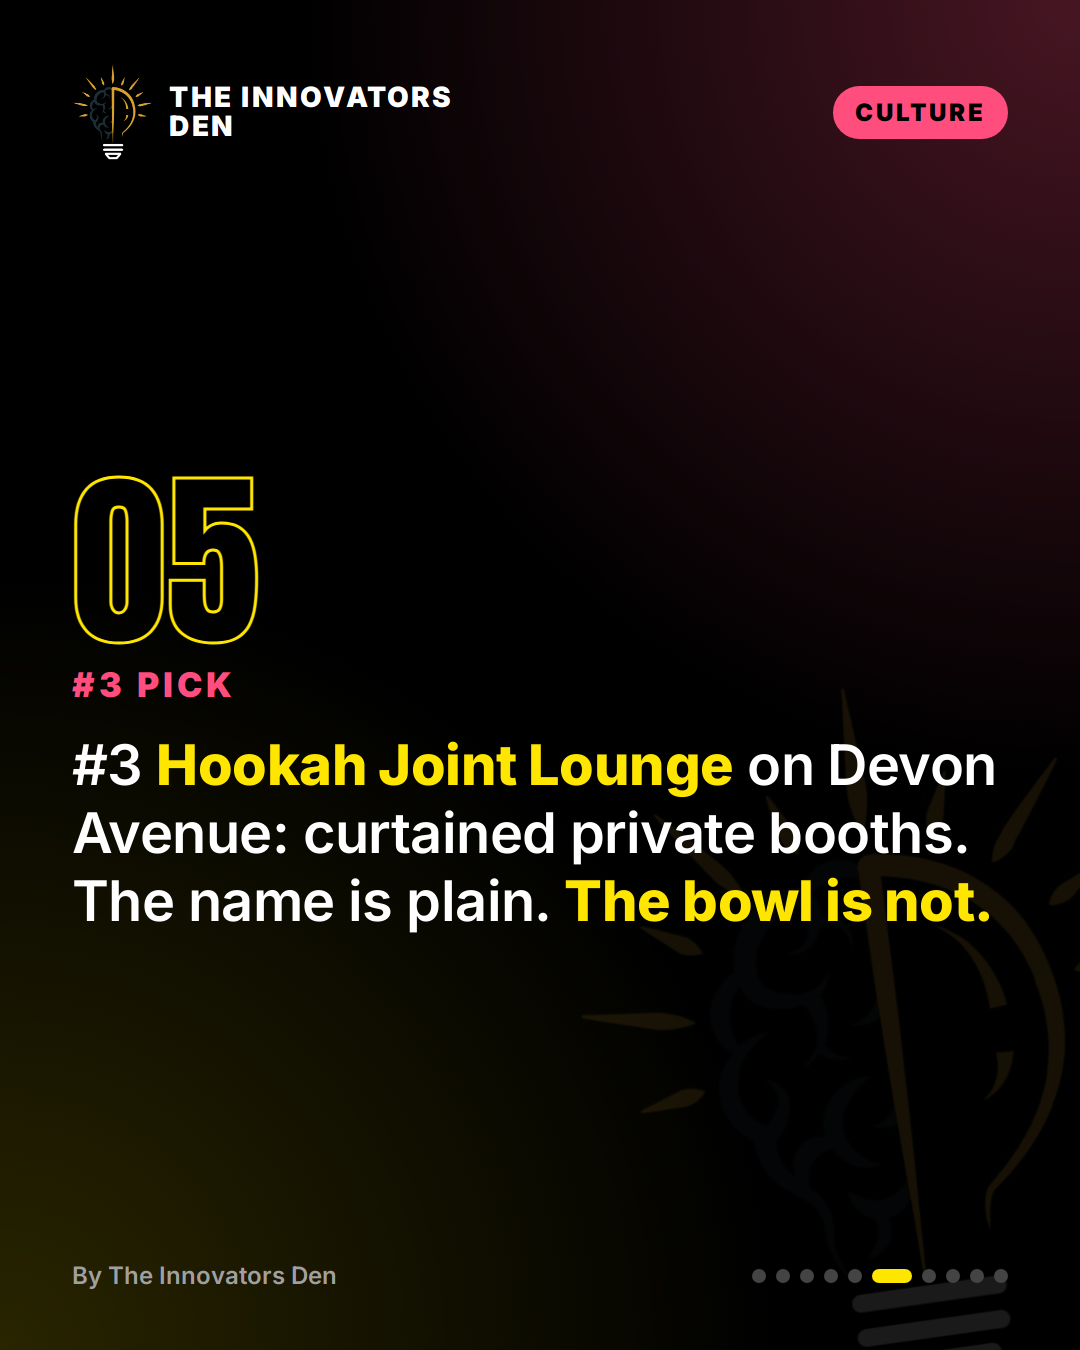 THE INNOVATORS
DEN
CULTURE
05
#3 PICK
#3 Hookah Joint Lounge on Devon
Avenue: curtained private booths.
The name is plain. The bowl is not.
By The Innovators Den